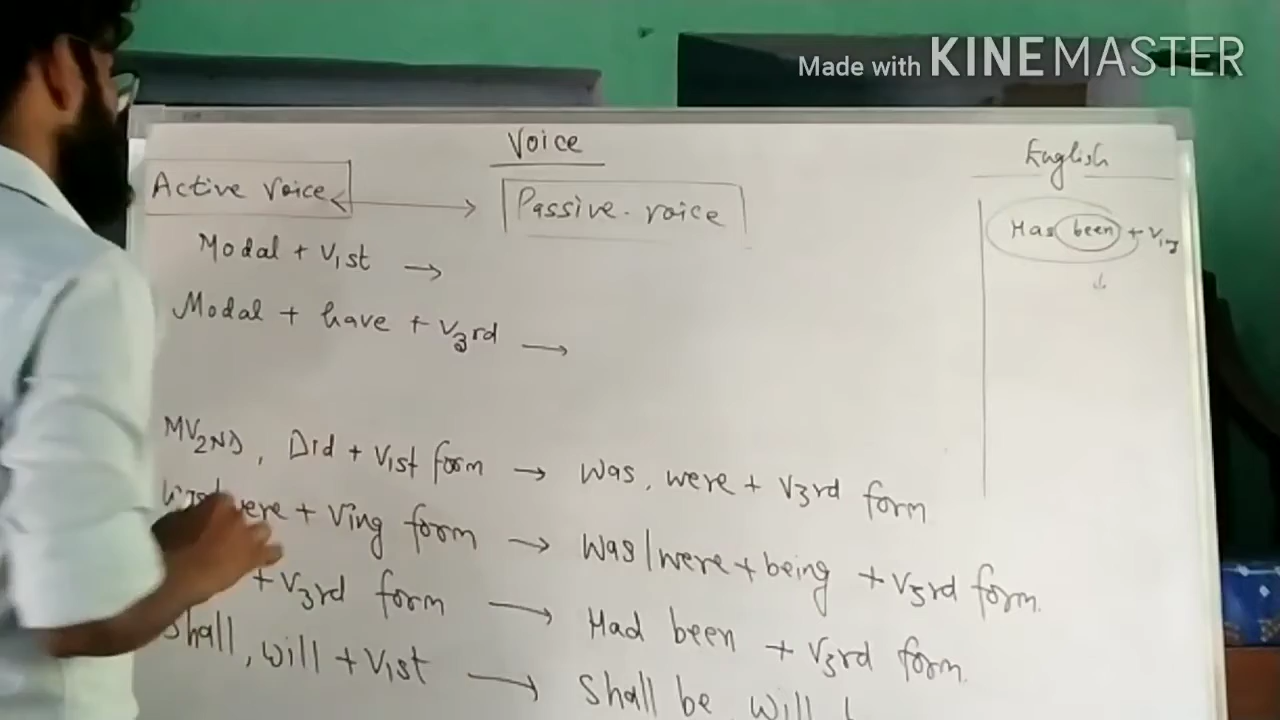 Made with KINEMASTER
Voice
English
Active Voice
Passive. voice
Has been + Ving
Modal + V1st →
Modal + have + V3rd →
MV2ND, Did + V1st form → Was, were + V3rd form
were + Ving form → Was/were + being + V3rd form.
+ V3rd form → Had been + V3rd form.
Shall, will + V1st → Shall be will